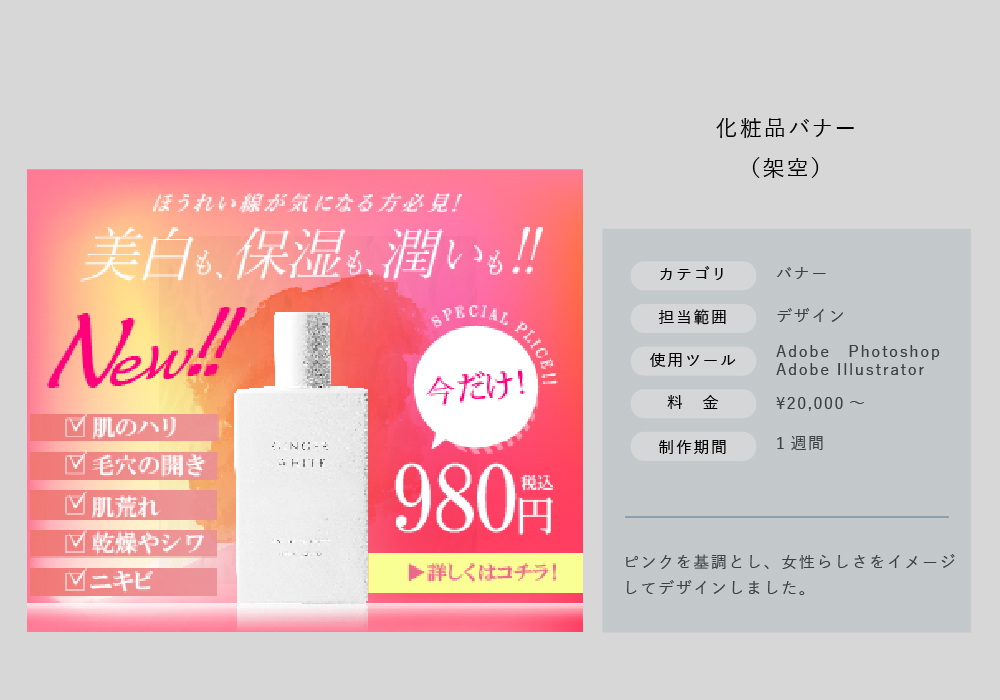 化粧品バナー
（架空）
ほうれい線が気になる方必見！
美白も、保湿も、潤いも!!
New!!
SPECIAL PLICE!!
今だけ！
肌のハリ
毛穴の開き
肌荒れ
乾燥やシワ
ニキビ
WHITE
980円 税込
▶詳しくはコチラ！
カテゴリ バナー
担当範囲 デザイン
使用ツール Adobe Photoshop
Adobe Illustrator
料 金 ¥20,000～
制作期間 1週間
ピンクを基調とし、女性らしさをイメージ
してデザインしました。